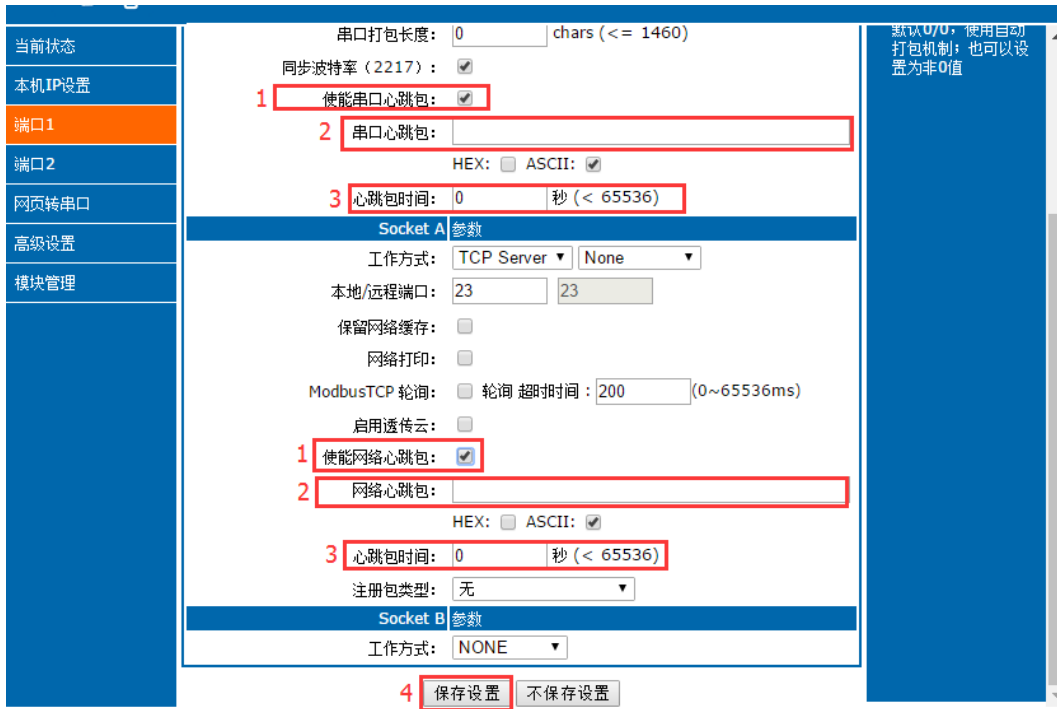 当前状态
本机IP设置
端口1
端口2
网页转串口
高级设置
模块管理
串口打包长度： 0 chars (<= 1460)
同步波特率（2217）： 
1 使能串口心跳包：
2 串口心跳包：
HEX: ASCII:
3 心跳包时间： 0 秒 (< 65536)
Socket A 参数
工作方式： TCP Server None
本地/远程端口： 23 23
保留网络缓存：
网络打印：
ModbusTCP 轮询： 轮询 超时时间：200 (0~65536ms)
启用透传云：
1 使能网络心跳包：
2 网络心跳包：
HEX: ASCII:
3 心跳包时间： 0 秒 (< 65536)
注册包类型： 无
Socket B 参数
工作方式： NONE
4 保存设置 不保存设置
默认0/0，使用自动
打包机制；也可以设
置为非0值